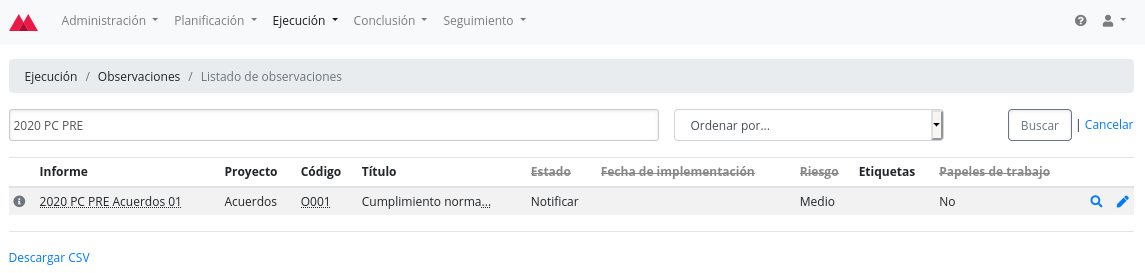 Administración Planificación Ejecución Conclusión Seguimiento
Ejecución / Observaciones / Listado de observaciones
2020 PC PRE Ordenar por... Buscar | Cancelar
Informe Proyecto Código Título Estado Fecha de implementación Riesgo Etiquetas Papeles de trabajo
2020 PC PRE Acuerdos 01 Acuerdos O001 Cumplimiento norma... Notificar Medio No
Descargar CSV